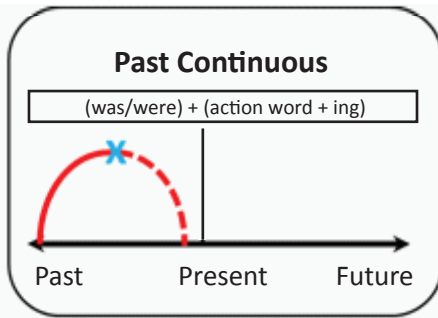 Past Continuous
(was/were) + (action word + ing)
Past Present Future